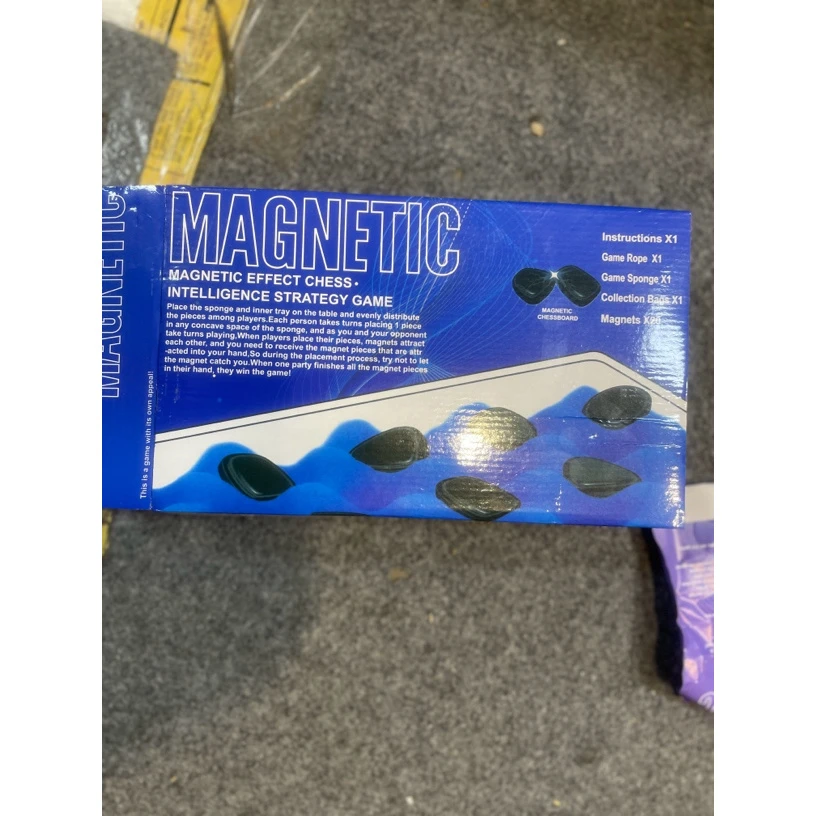 MAGNETIC
MAGNETIC
MAGNETIC EFFECT CHESS·
INTELLIGENCE STRATEGY GAME
Place the sponge and inner tray on the table and evenly distribute
the pieces among players.Each person takes turns placing 1 piece
in any concave space of the sponge, and as you and your opponent
take turns playing,When players place their pieces, magnets attract
each other, and you need to receive the magnet pieces that are attr
-acted into your hand,So during the placement process, try not to let
the magnet catch you.When one party finishes all the magnet pieces
in their hand, they win the game!
This is a game with its own appeal!
MAGNETIC
CHESSBOARD
Instructions X1
Game Rope X1
Game Sponge X1
Collection Bags X1
Magnets